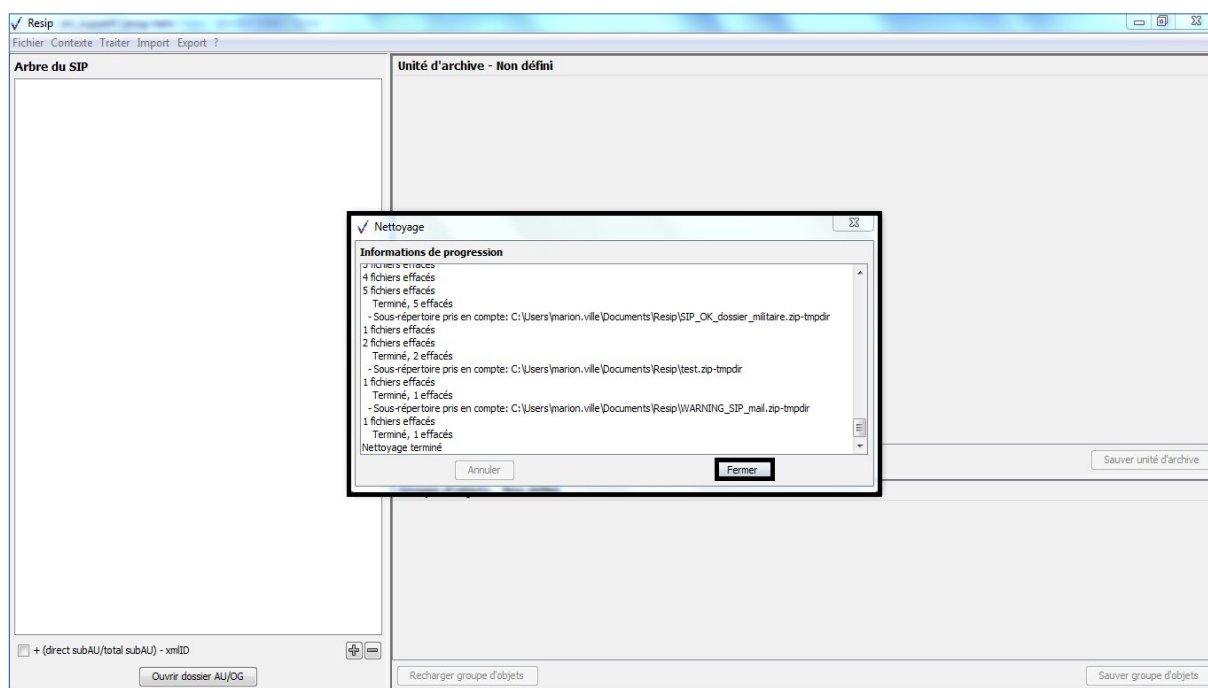 Resip
Fichier Contexte Traiter Import Export ?
Arbre du SIP
Unité d'archive - Non défini
Nettoyage
Informations de progression
fichiers effacés
4 fichiers effacés
5 fichiers effacés
Terminé, 5 effacés
- Sous-répertoire pris en compte: C:\Users\marion.ville\Documents\Resip\SIP_OK_dossier_militaire.zip-tmpdir
1 fichiers effacés
2 fichiers effacés
Terminé, 2 effacés
- Sous-répertoire pris en compte: C:\Users\marion.ville\Documents\Resip\test.zip-tmpdir
1 fichiers effacés
Terminé, 1 effacés
- Sous-répertoire pris en compte: C:\Users\marion.ville\Documents\Resip\WARNING_SIP_mail.zip-tmpdir
1 fichiers effacés
Terminé, 1 effacés
Nettoyage terminé
Annuler
Fermer
Sauver unité d'archive
+ (direct subAU/total subAU) - xmlID
Ouvrir dossier AU/OG
Recharger groupe d'objets
Sauver groupe d'objets